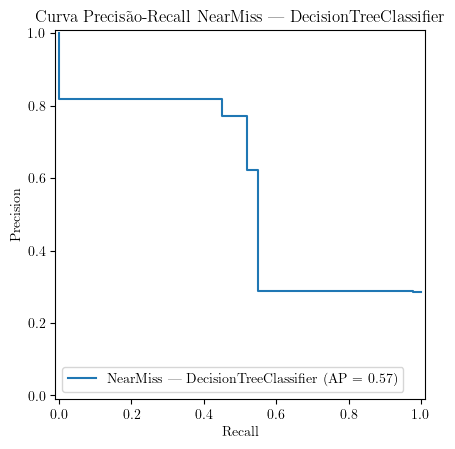 Curva Precisão-Recall NearMiss — DecisionTreeClassifier
1.0
0.8
0.6
0.4
0.2
0.0
Precision
0.0 0.2 0.4 0.6 0.8 1.0
Recall
NearMiss — DecisionTreeClassifier (AP = 0.57)